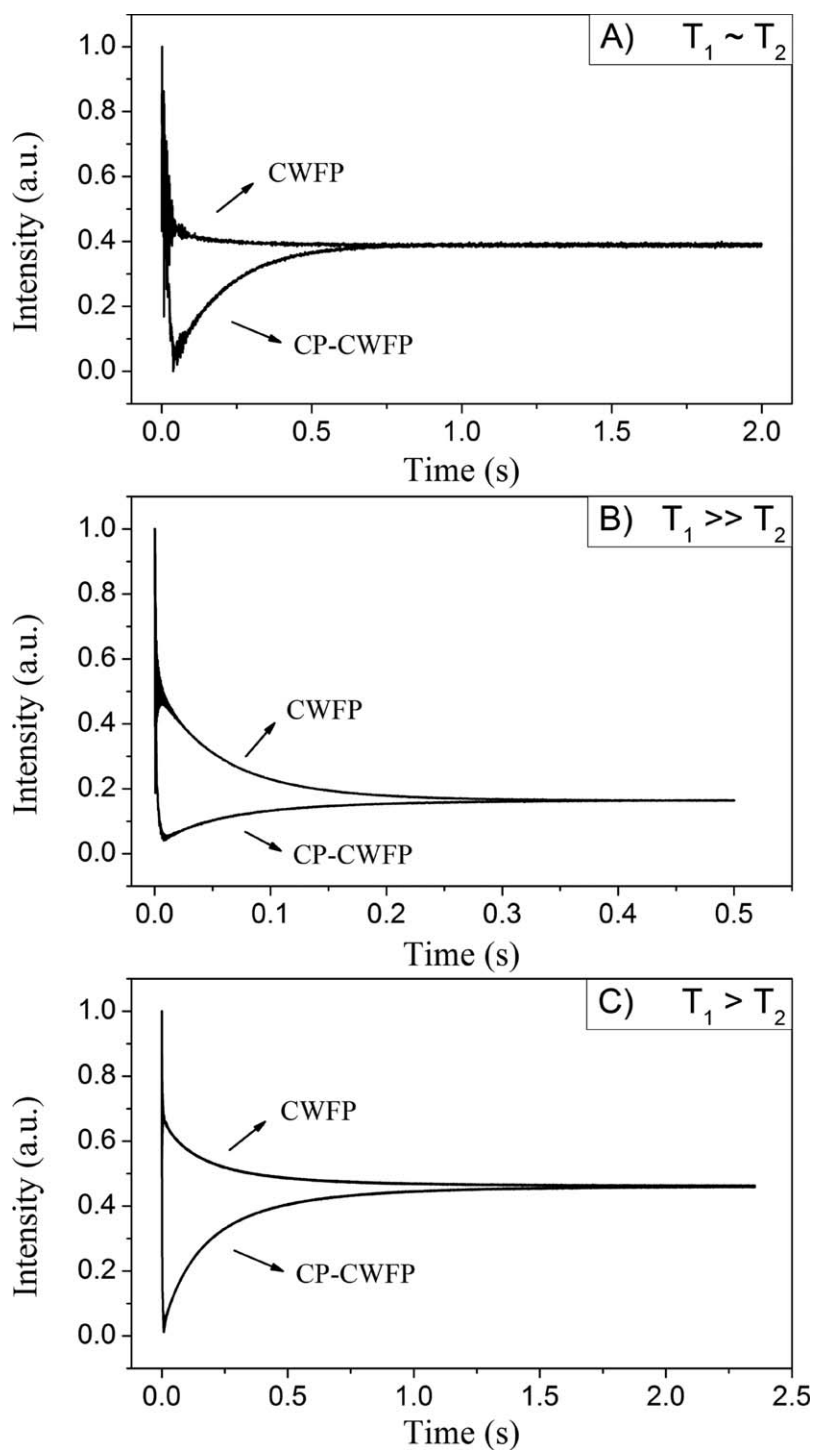 A) T₁ ~ T₂
Intensity (a.u.)
1.0
0.8
0.6
0.4
0.2
0.0
CWFP
CP-CWFP
0.0 0.5 1.0 1.5 2.0
Time (s)
B) T₁ >> T₂
Intensity (a.u.)
1.0
0.8
0.6
0.4
0.2
0.0
CWFP
CP-CWFP
0.0 0.1 0.2 0.3 0.4 0.5
Time (s)
C) T₁ > T₂
Intensity (a.u.)
1.0
0.8
0.6
0.4
0.2
0.0
CWFP
CP-CWFP
0.0 0.5 1.0 1.5 2.0 2.5
Time (s)